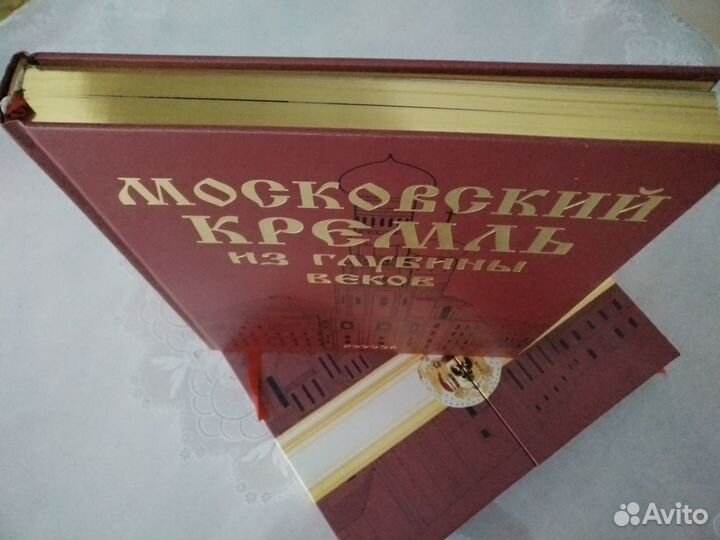 Московский
Кремль
из глубины
веков
Avito